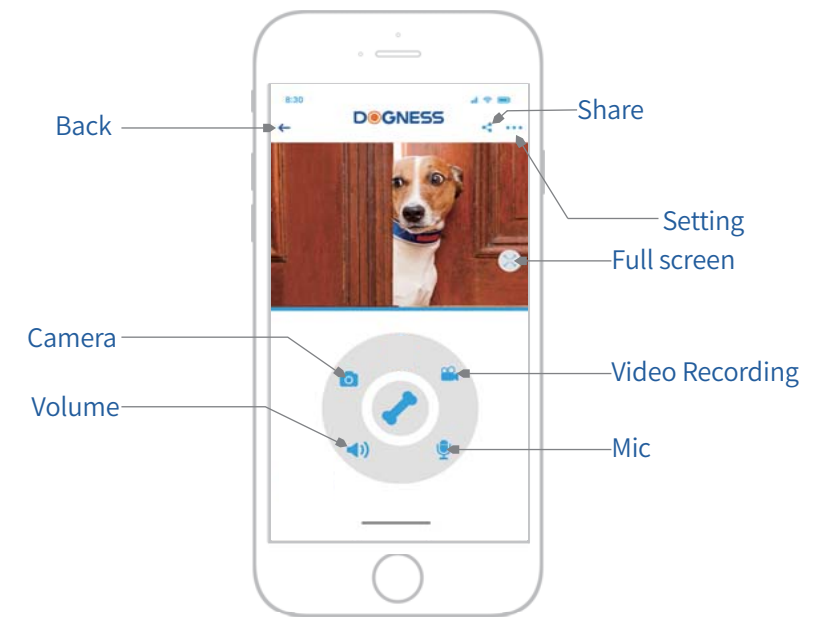 8:30
DOGNESS
Back
Share
Setting
Full screen
Camera
Video Recording
Volume
Mic